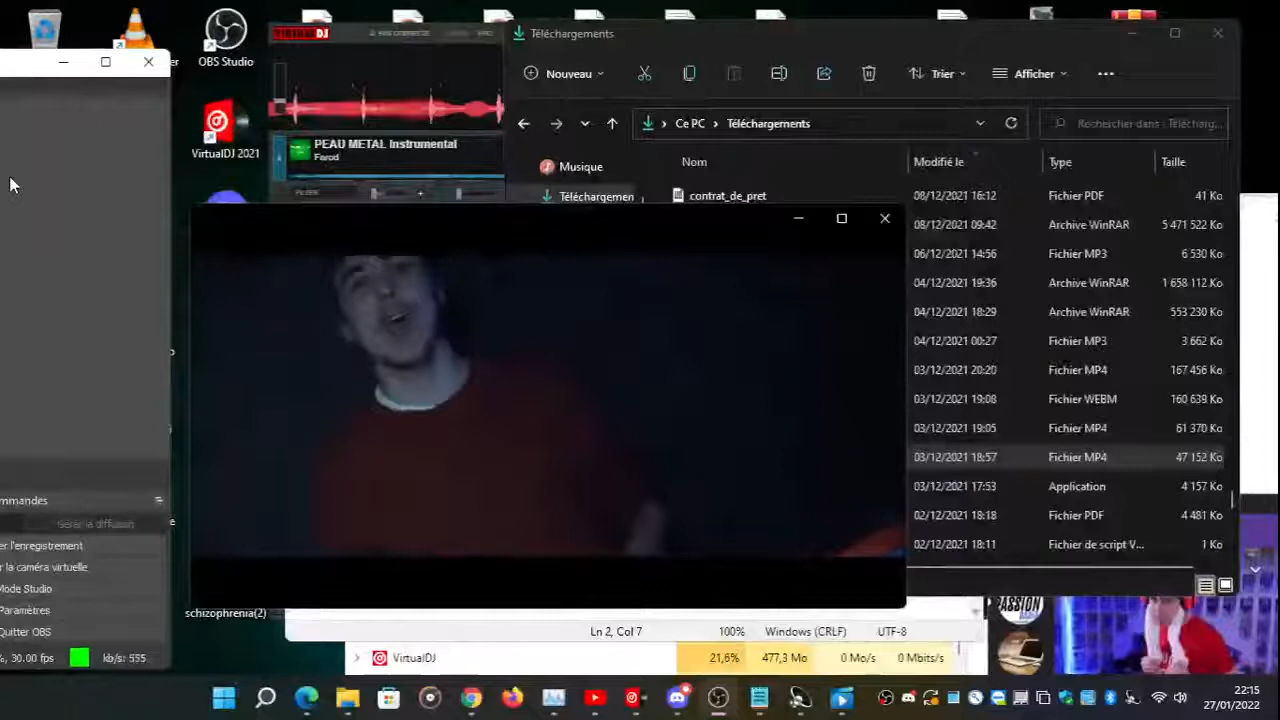 OBS Studio
VirtualDJ 2021
schizophrenia(2)
VIRTUAL DJ
PEAU METAL Instrumental
Farod
FILTER
Téléchargements
Nouveau
Trier
Afficher
Ce PC > Téléchargements
Rechercher dans : Télécharg...
Musique
Téléchargemen
Nom
Modifié le
Type
Taille
contrat_de_pret
08/12/2021 16:12 Fichier PDF 41 Ko
08/12/2021 09:42 Archive WinRAR 5 471 522 Ko
06/12/2021 14:56 Fichier MP3 6 530 Ko
04/12/2021 19:36 Archive WinRAR 1 658 112 Ko
04/12/2021 18:29 Archive WinRAR 553 230 Ko
04/12/2021 00:27 Fichier MP3 3 662 Ko
03/12/2021 20:20 Fichier MP4 167 456 Ko
03/12/2021 19:08 Fichier WEBM 160 639 Ko
03/12/2021 19:05 Fichier MP4 61 370 Ko
03/12/2021 18:57 Fichier MP4 47 152 Ko
03/12/2021 17:53 Application 4 157 Ko
02/12/2021 18:18 Fichier PDF 4 481 Ko
02/12/2021 18:11 Fichier de script V... 1 Ko
mmandes
Gérer la diffusion
er l'enregistrement
r la caméra virtuelle
Mode Studio
Paramètres
Quitter OBS
%, 30.00 fps
kb/s: 555
Ln 2, Col 7
100%
Windows (CRLF)
UTF-8
VirtualDJ
21,6%
477,3 Mo
0 Mo/s
0 Mbits/s
22:15
27/01/2022